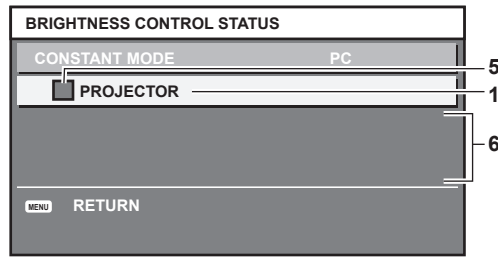 BRIGHTNESS CONTROL STATUS
CONSTANT MODE PC
5
PROJECTOR 1
6
MENU RETURN